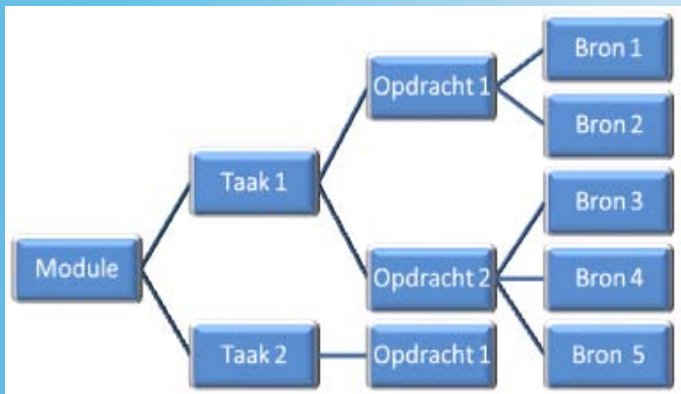 Module
Taak 1
Opdracht 1
Bron 1
Bron 2
Opdracht 2
Bron 3
Bron 4
Bron 5
Taak 2
Opdracht 1